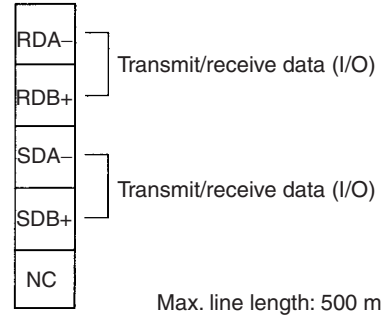 RDA–
Transmit/receive data (I/O)
RDB+
SDA–
Transmit/receive data (I/O)
SDB+
NC
Max. line length: 500 m